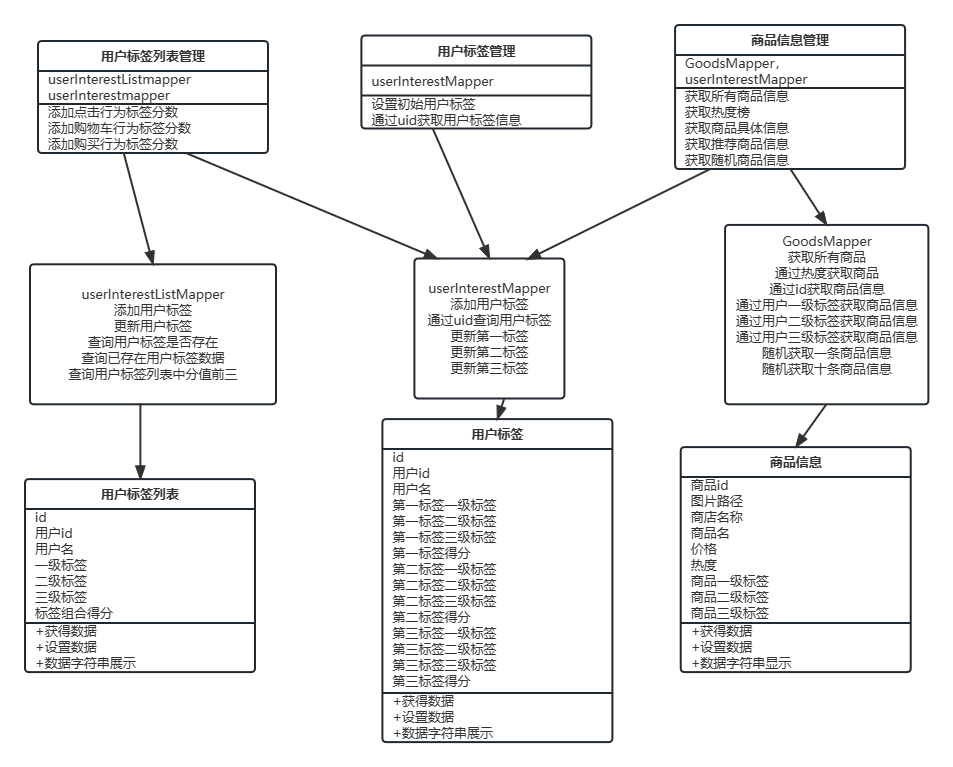 用户标签列表管理
userInterestListmapper
userInterestmapper
添加点击行为标签分数
添加购物车行为标签分数
添加购买行为标签分数
用户标签管理
userInterestMapper
设置初始用户标签
通过uid获取用户标签信息
商品信息管理
GoodsMapper,
userInterestMapper
获取所有商品信息
获取热度榜
获取商品具体信息
获取推荐商品信息
获取随机商品信息
userInterestListMapper
添加用户标签
更新用户标签
查询用户标签是否存在
查询已存在用户标签数据
查询用户标签列表中分值前三
userInterestMapper
添加用户标签
通过uid查询用户标签
更新第一标签
更新第二标签
更新第三标签
GoodsMapper
获取所有商品
通过热度获取商品
通过id获取商品信息
通过用户一级标签获取商品信息
通过用户二级标签获取商品信息
通过用户三级标签获取商品信息
随机获取一条商品信息
随机获取十条商品信息
用户标签列表
id
用户id
用户名
一级标签
二级标签
三级标签
标签组合得分
+获得数据
+设置数据
+数据字符串展示
用户标签
id
用户id
用户名
第一标签一级标签
第一标签二级标签
第一标签三级标签
第一标签得分
第二标签一级标签
第二标签二级标签
第二标签三级标签
第二标签得分
第三标签一级标签
第三标签二级标签
第三标签三级标签
第三标签得分
+获得数据
+设置数据
+数据字符串展示
商品信息
商品id
图片路径
商店名称
商品名
价格
热度
商品一级标签
商品二级标签
商品三级标签
+获得数据
+设置数据
+数据字符串显示